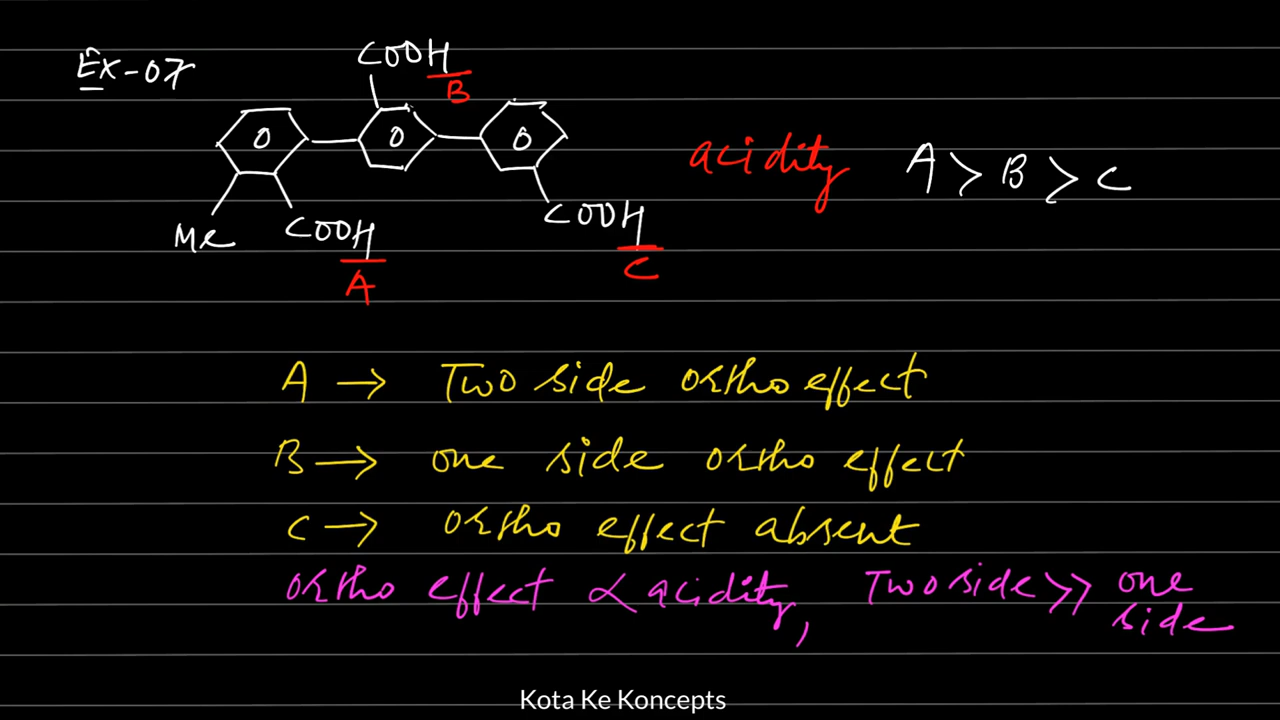 Ex-07
COOH
B
O O O
Me
COOH
A
COOH
C
acidity A > B > C
A → Two side ortho effect
B → one side ortho effect
C → ortho effect absent
ortho effect ∝ acidity, Two side >> one
side
Kota Ke Koncepts